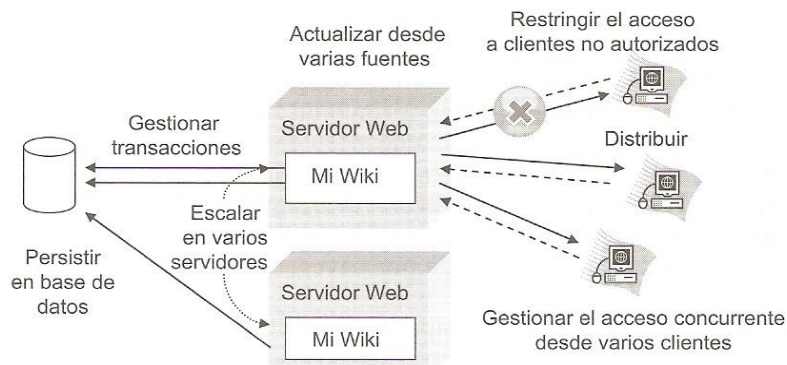 Restringir el acceso
a clientes no autorizados
Actualizar desde
varias fuentes
Gestionar
transacciones
Servidor Web
Mi Wiki
Distribuir
Escalar
en varios
servidores
Persistir
en base de
datos
Servidor Web
Mi Wiki
Gestionar el acceso concurrente
desde varios clientes